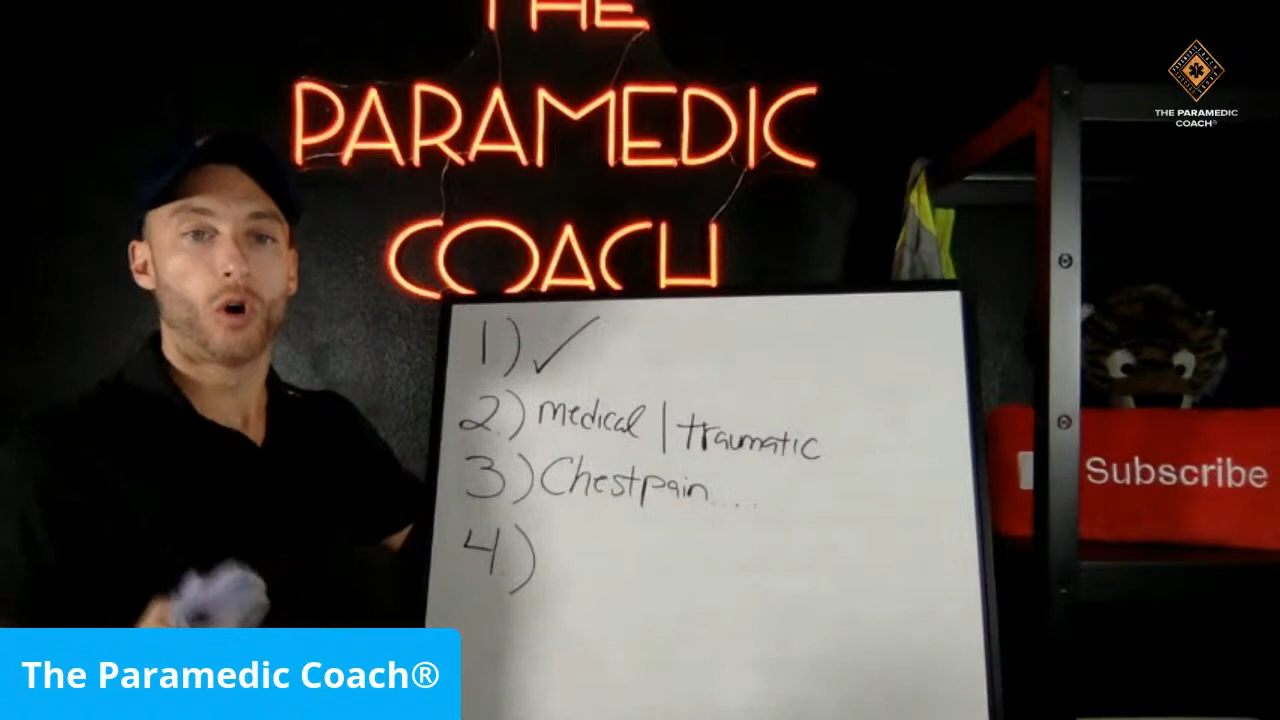 THE
PARAMEDIC
COACH
THE PARAMEDIC
COACH®
1) ✓
2) medical | traumatic
3) Chestpain....
4)
Subscribe
The Paramedic Coach®